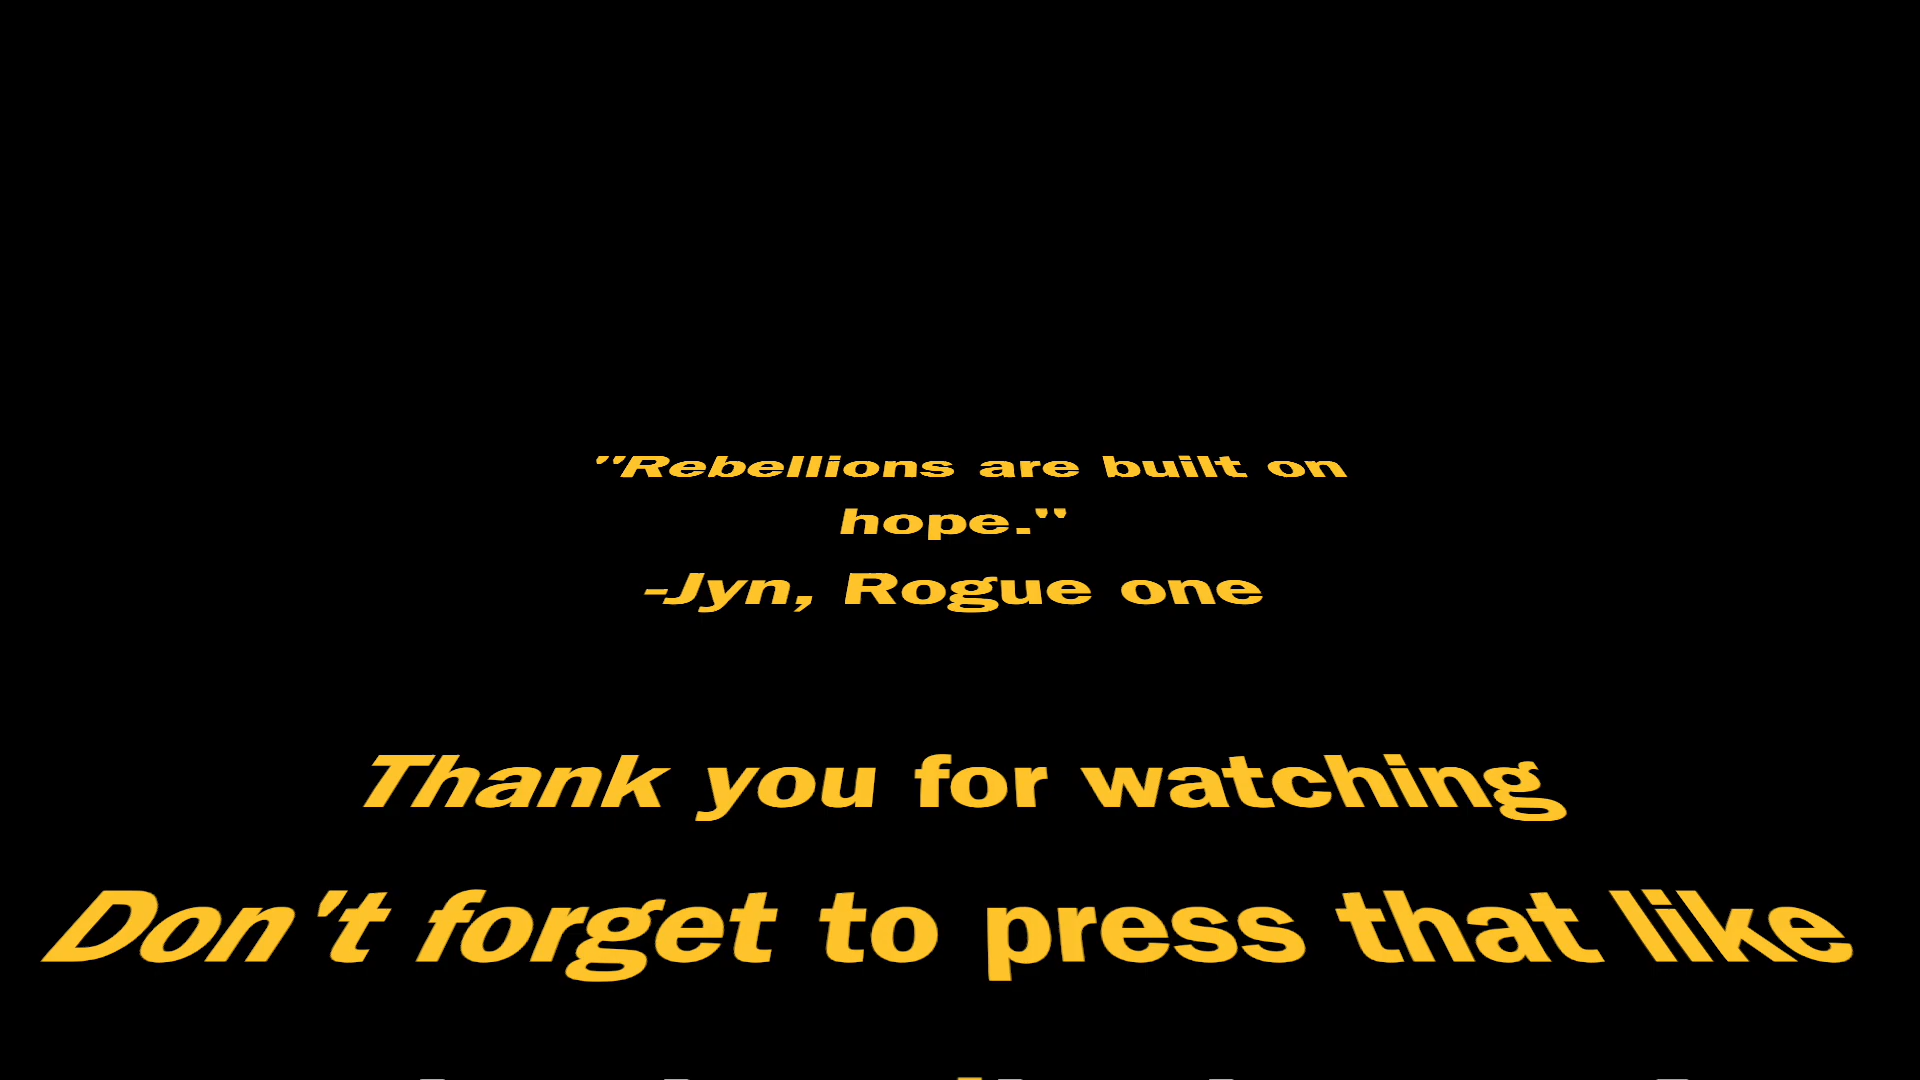 "Rebellions are built on
hope."
-Jyn, Rogue one
Thank you for watching
Don't forget to press that like